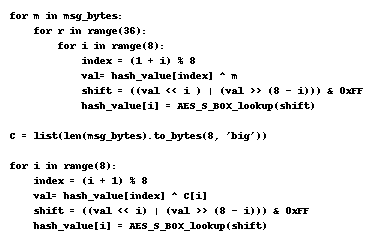 for m in msg_bytes:
    for r in range(36):
        for i in range(8):
            index = (1 + i) % 8
            val= hash_value[index] ^ m
            shift = ((val << i ) | (val >> (8 - i))) & 0xFF
            hash_value[i] = AES_S_BOX_lookup(shift)

C = list(len(msg_bytes).to_bytes(8, 'big'))

for i in range(8):
    index = (i + 1) % 8
    val= hash_value[index] ^ C[i]
    shift = ((val << i) | (val >> (8 - i))) & 0xFF
    hash_value[i] = AES_S_BOX_lookup(shift)